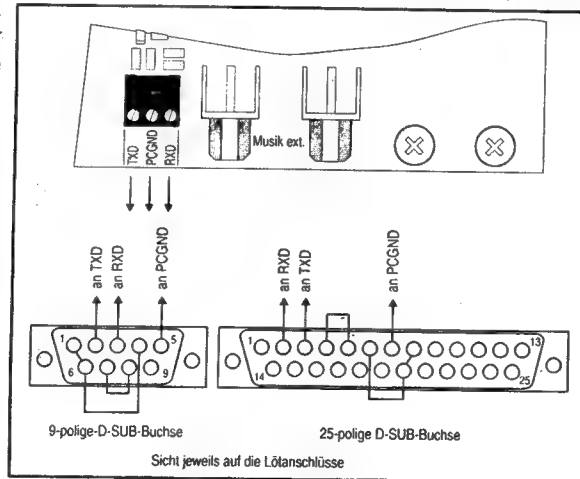 TXD PCGND RXD
Musik ext.
an TXD
an RXD
an PCGND
an RXD
an TXD
an PCGND
1 5
6 9
1 13
14 25
9-polige-D-SUB-Buchse
25-polige D-SUB-Buchse
Sicht jeweils auf die Lötanschlüsse